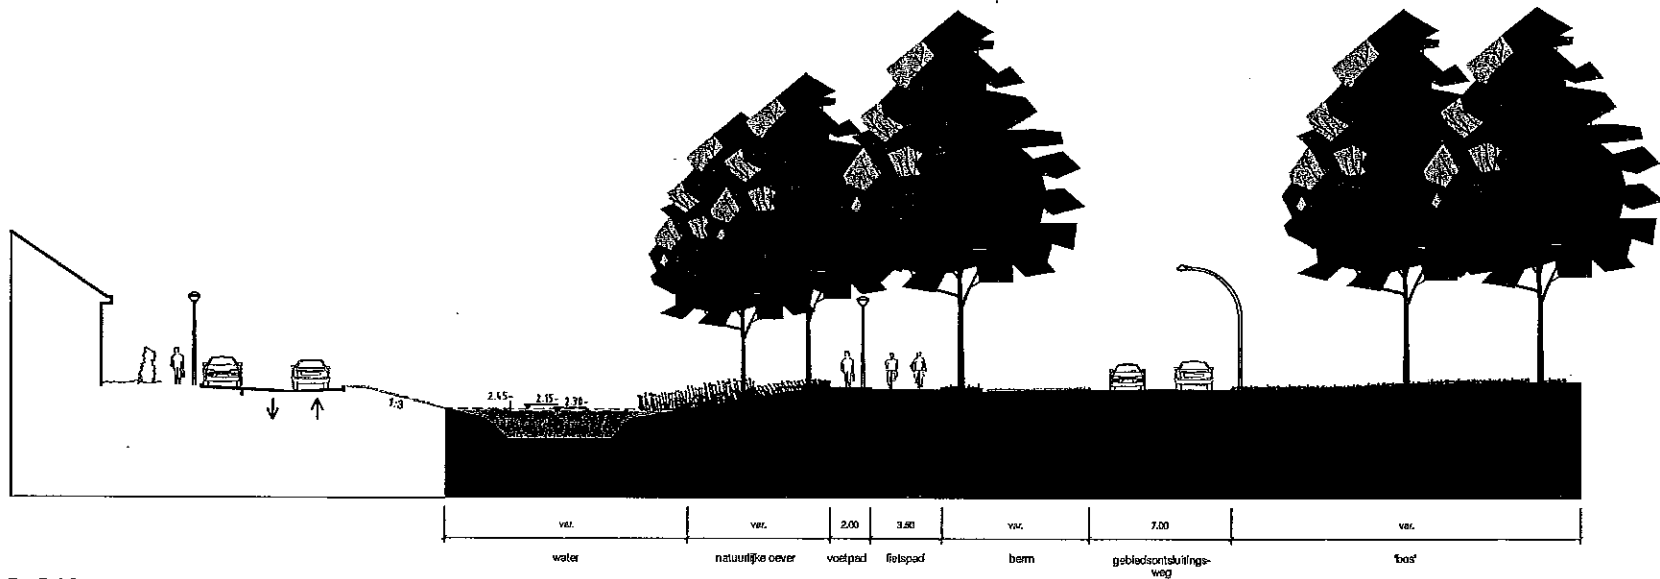 1:3
2.45- 2.15- 2.30-
var. var. 2.00 3.50 var. 7.00 var.
water natuurlijke oever voetpad fietspad berm gebiedsontsluitings- "bos"
weg